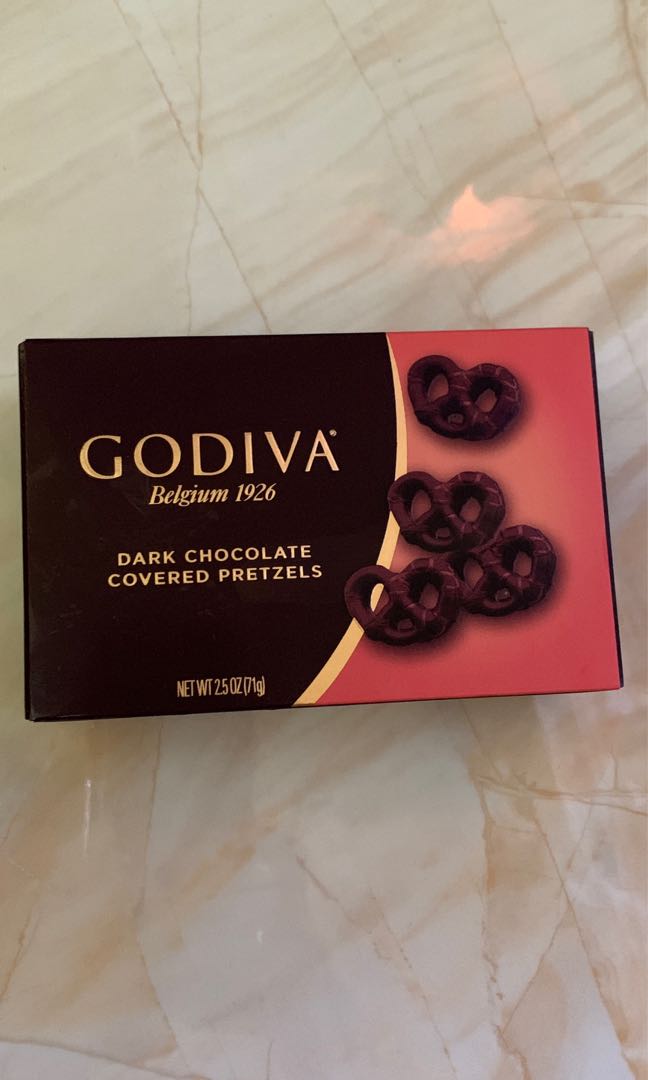 GODIVA®
Belgium 1926
DARK CHOCOLATE
COVERED PRETZELS
NET WT 2.5 OZ (71g)